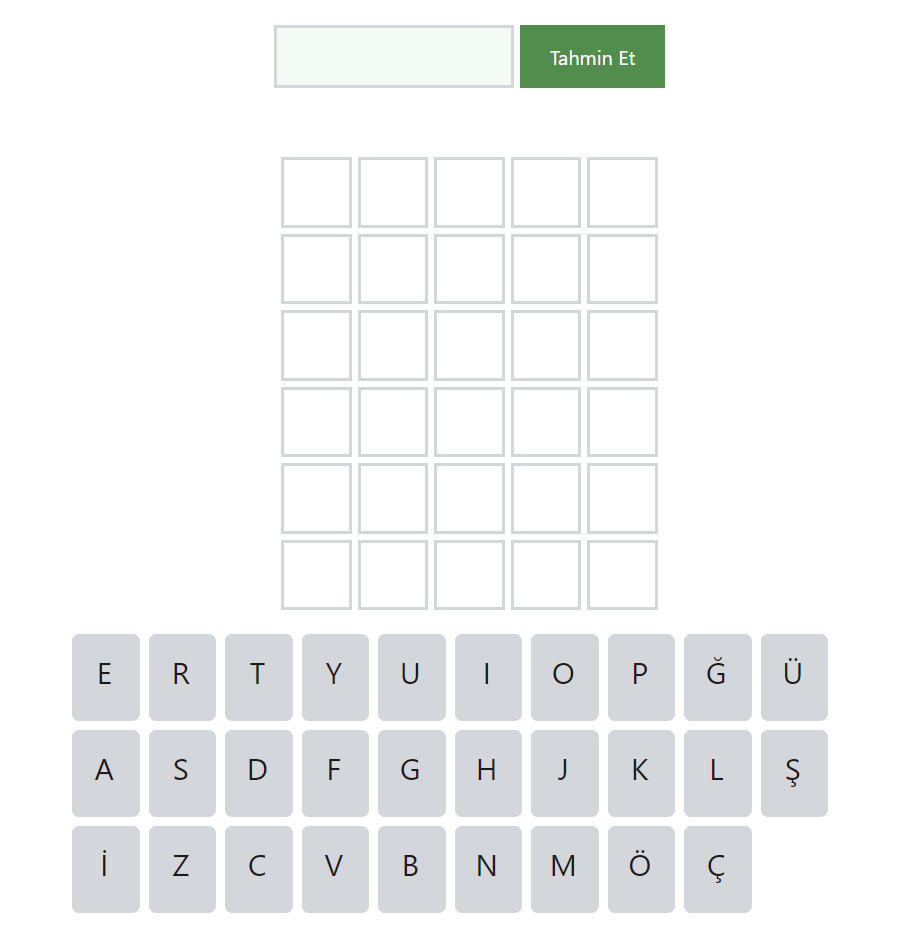 Tahmin Et
E R T Y U I O P Ğ Ü
A S D F G H J K L Ş
İ Z C V B N M Ö Ç